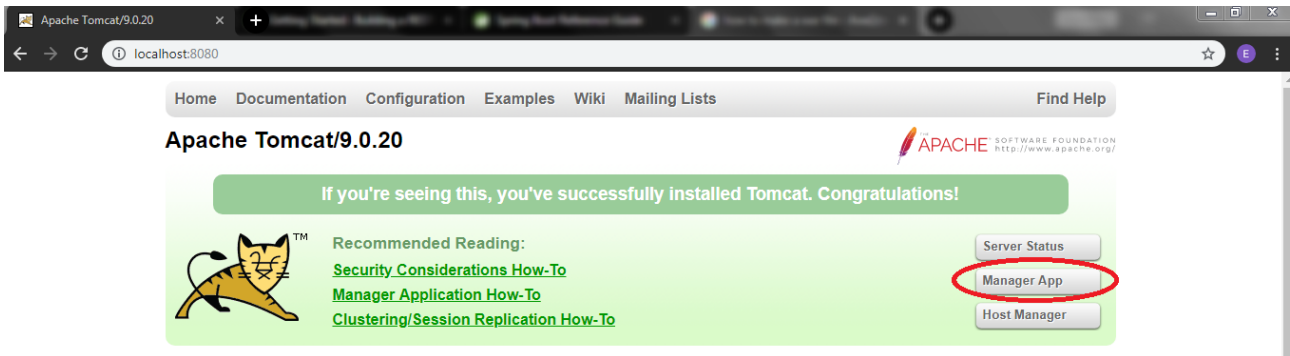 Apache Tomcat/9.0.20
localhost:8080
E
Home Documentation Configuration Examples Wiki Mailing Lists Find Help
Apache Tomcat/9.0.20
THE APACHE SOFTWARE FOUNDATION
http://www.apache.org/
If you're seeing this, you've successfully installed Tomcat. Congratulations!
TM
Recommended Reading:
Security Considerations How-To
Manager Application How-To
Clustering/Session Replication How-To
Server Status
Manager App
Host Manager